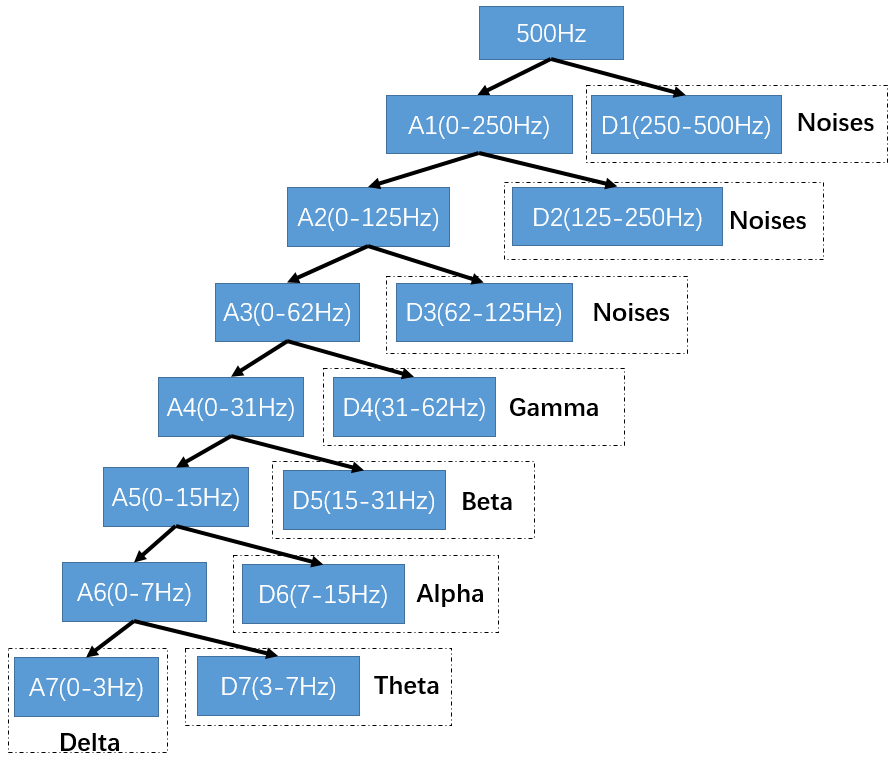 500Hz
A1(0-250Hz)
D1(250-500Hz)
Noises
A2(0-125Hz)
D2(125-250Hz)
Noises
A3(0-62Hz)
D3(62-125Hz)
Noises
A4(0-31Hz)
D4(31-62Hz)
Gamma
A5(0-15Hz)
D5(15-31Hz)
Beta
A6(0-7Hz)
D6(7-15Hz)
Alpha
A7(0-3Hz)
D7(3-7Hz)
Theta
Delta